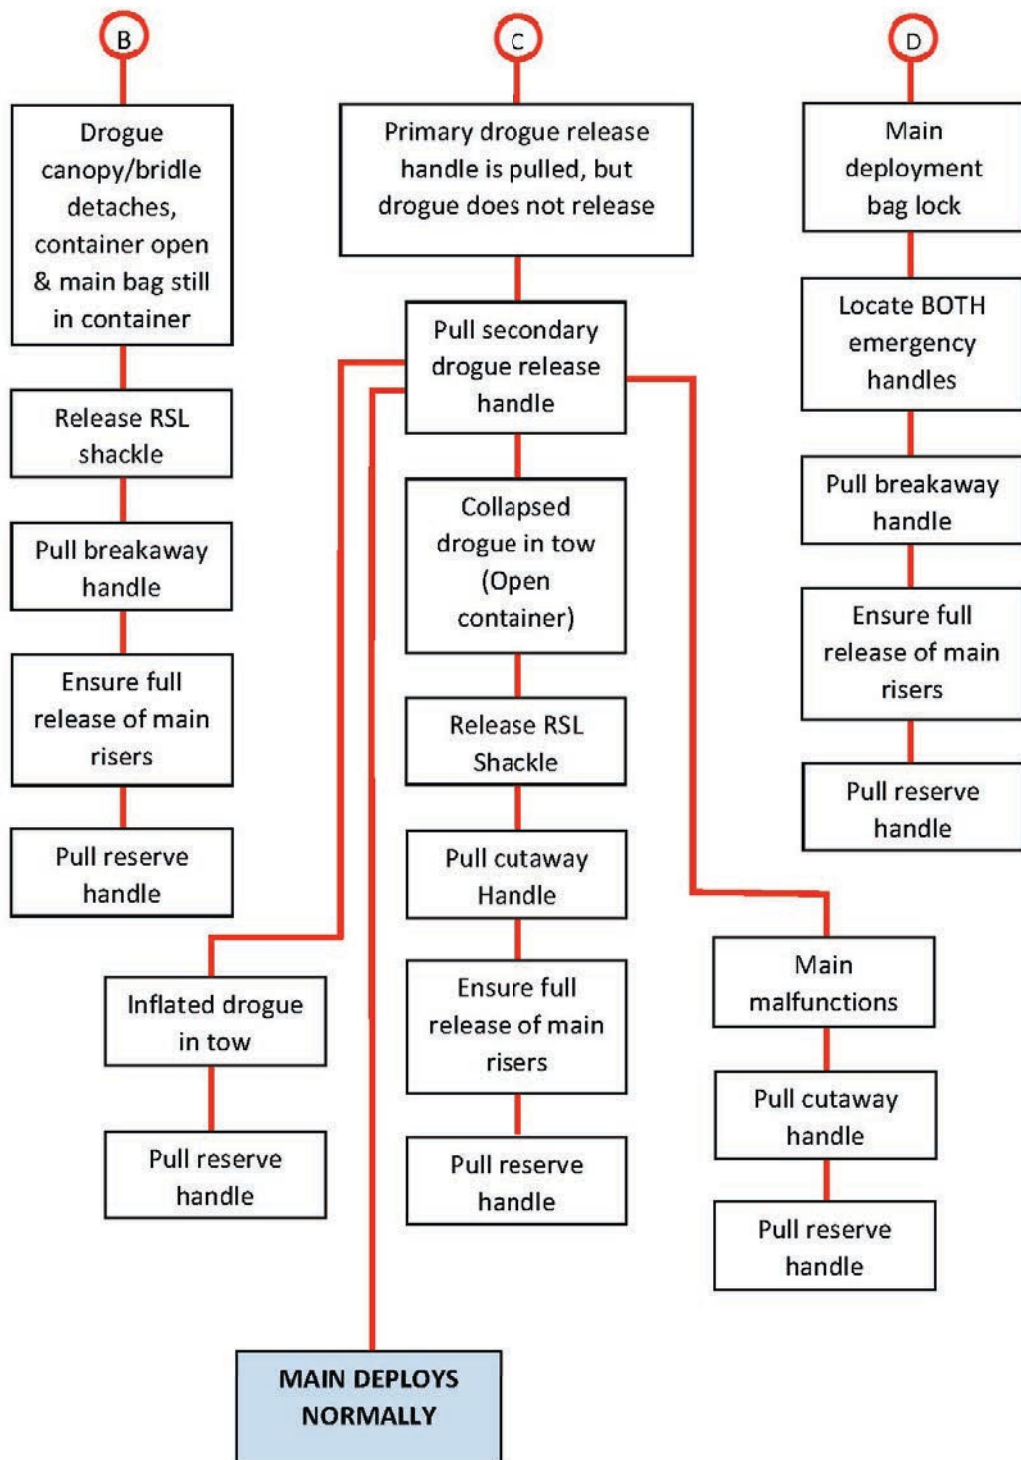 B
Drogue
canopy/bridle
detaches,
container open
& main bag still
in container
Release RSL
shackle
Pull breakaway
handle
Ensure full
release of main
risers
Pull reserve
handle
C
Primary drogue release
handle is pulled, but
drogue does not release
Pull secondary
drogue release
handle
Inflated drogue
in tow
Pull reserve
handle
MAIN DEPLOYS
NORMALLY
Collapsed
drogue in tow
(Open
container)
Release RSL
Shackle
Pull cutaway
Handle
Ensure full
release of main
risers
Pull reserve
handle
Main
malfunctions
Pull cutaway
handle
Pull reserve
handle
D
Main
deployment
bag lock
Locate BOTH
emergency
handles
Pull breakaway
handle
Ensure full
release of main
risers
Pull reserve
handle